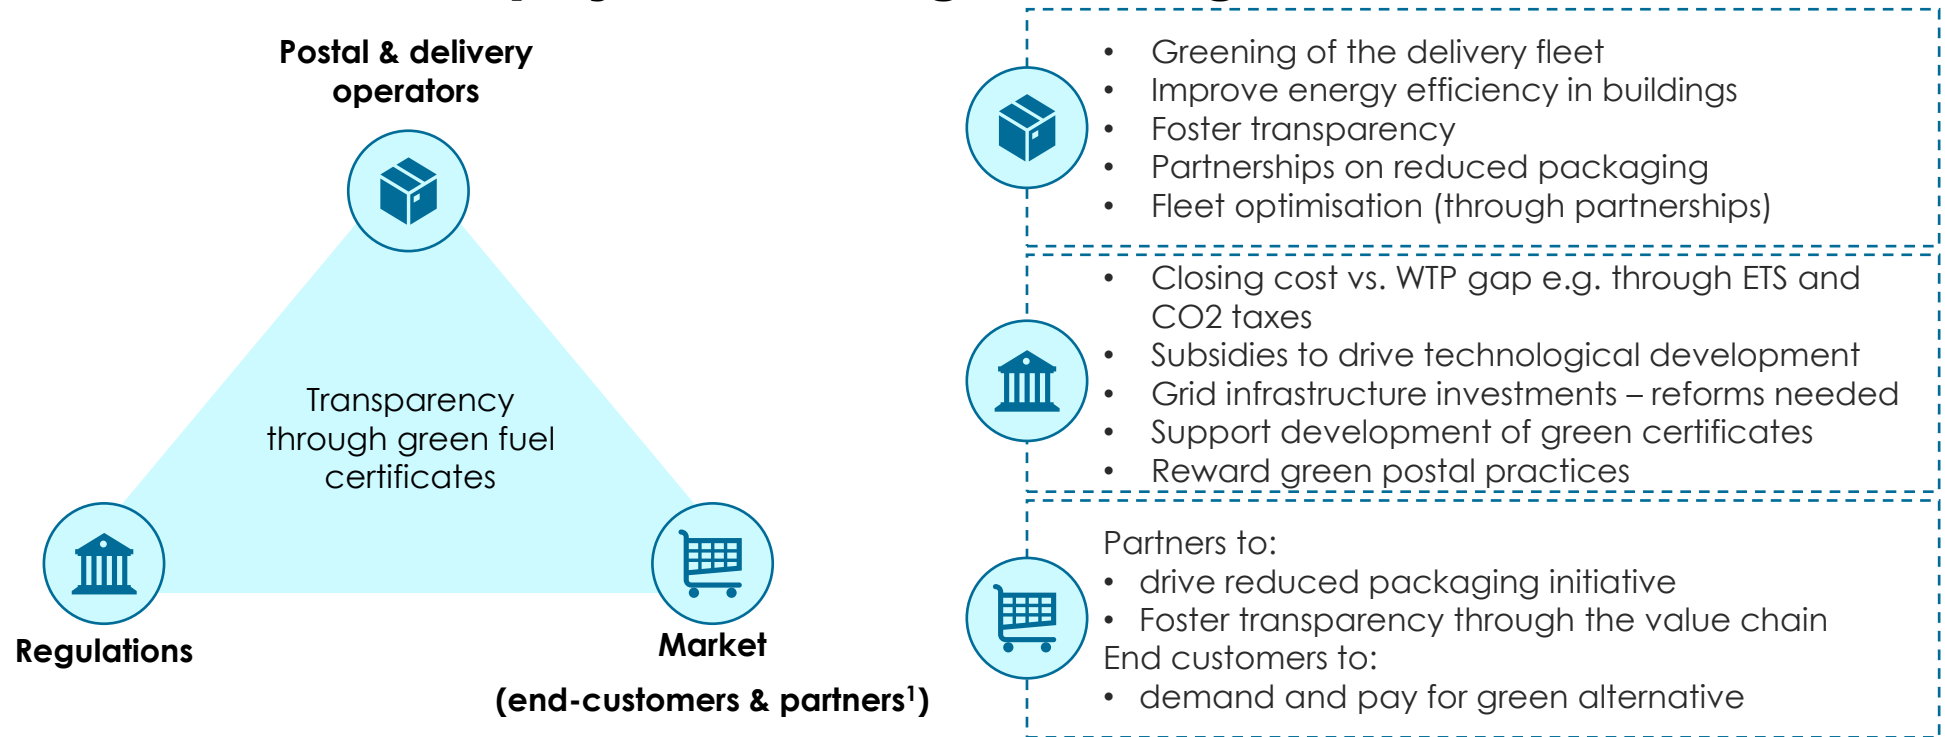 Postal & delivery
operators
Transparency
through green fuel
certificates
Regulations
Market
(end-customers & partners¹)
• Greening of the delivery fleet
• Improve energy efficiency in buildings
• Foster transparency
• Partnerships on reduced packaging
• Fleet optimisation (through partnerships)
• Closing cost vs. WTP gap e.g. through ETS and
CO2 taxes
• Subsidies to drive technological development
• Grid infrastructure investments – reforms needed
• Support development of green certificates
• Reward green postal practices
Partners to:
• drive reduced packaging initiative
• Foster transparency through the value chain
End customers to:
• demand and pay for green alternative